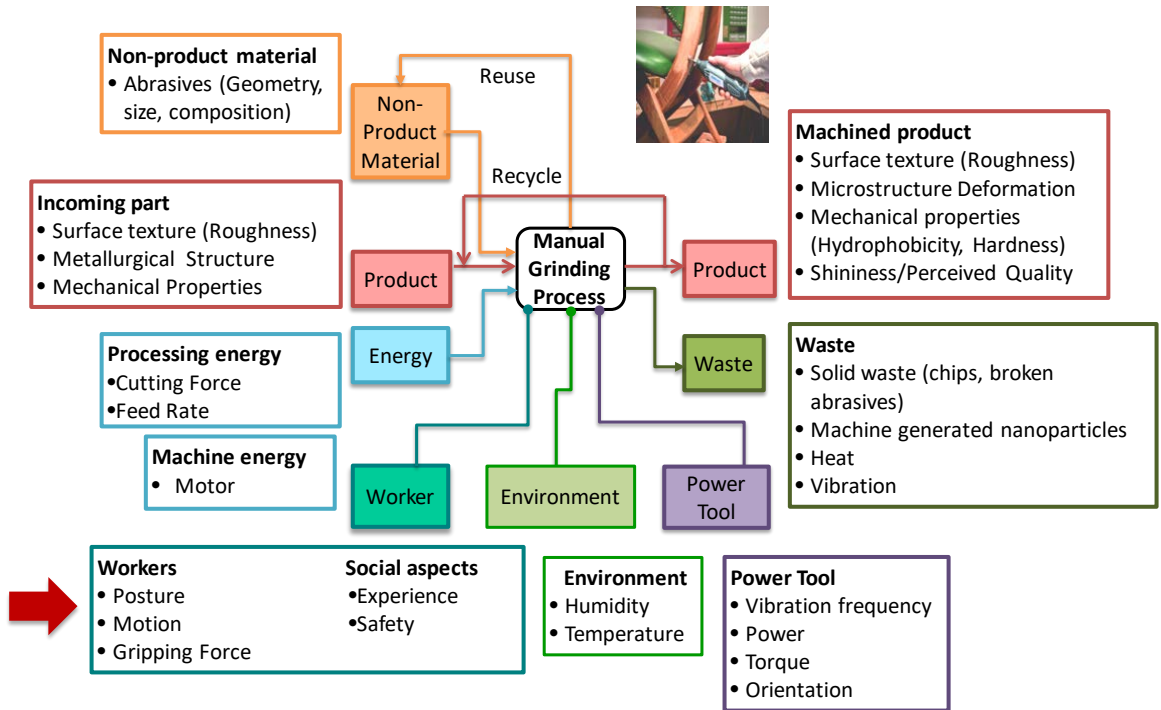 Non-product material
• Abrasives (Geometry,
size, composition)
Reuse
Non-
Product
Material
Recycle
Incoming part
• Surface texture (Roughness)
• Metallurgical Structure
• Mechanical Properties
Product
Manual
Grinding
Process
Product
Machined product
• Surface texture (Roughness)
• Microstructure Deformation
• Mechanical properties
(Hydrophobicity, Hardness)
• Shininess/Perceived Quality
Processing energy
•Cutting Force
•Feed Rate
Energy
Waste
Waste
• Solid waste (chips, broken
abrasives)
• Machine generated nanoparticles
• Heat
• Vibration
Machine energy
• Motor
Worker
Environment
Power
Tool
Workers
• Posture
• Motion
• Gripping Force
Social aspects
•Experience
•Safety
Environment
• Humidity
• Temperature
Power Tool
• Vibration frequency
• Power
• Torque
• Orientation